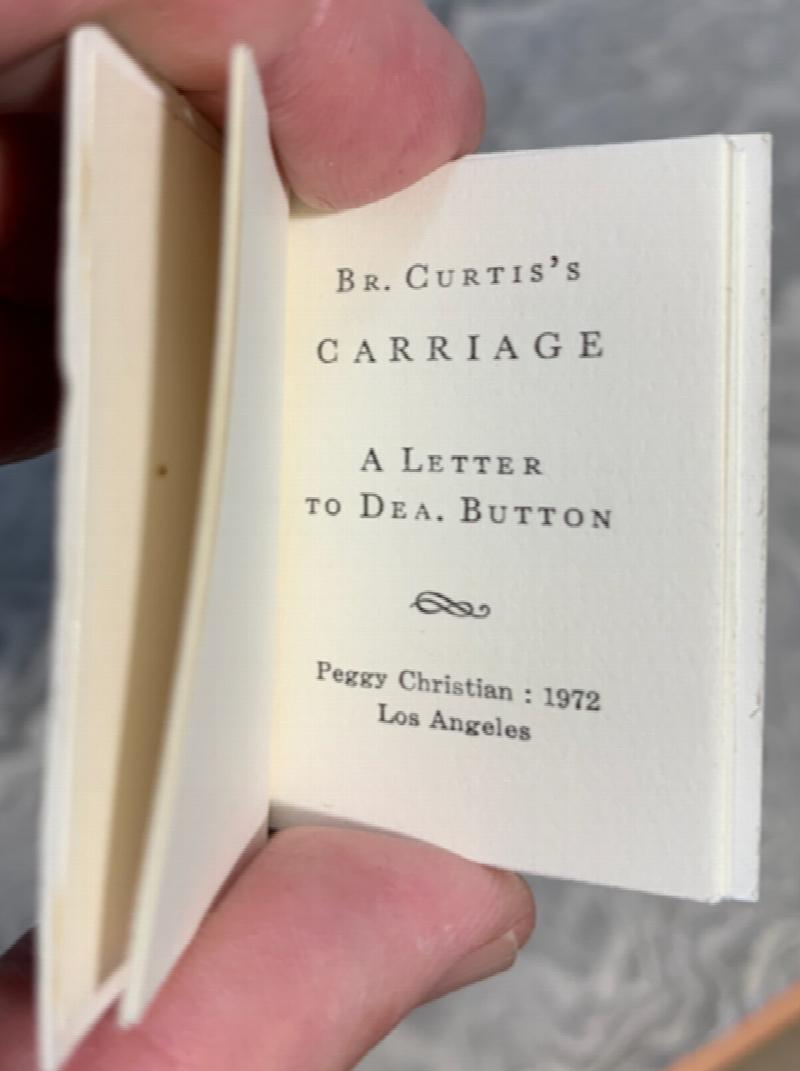 Br. Curtis's
CARRIAGE
A Letter
to Dea. Button
Peggy Christian : 1972
Los Angeles